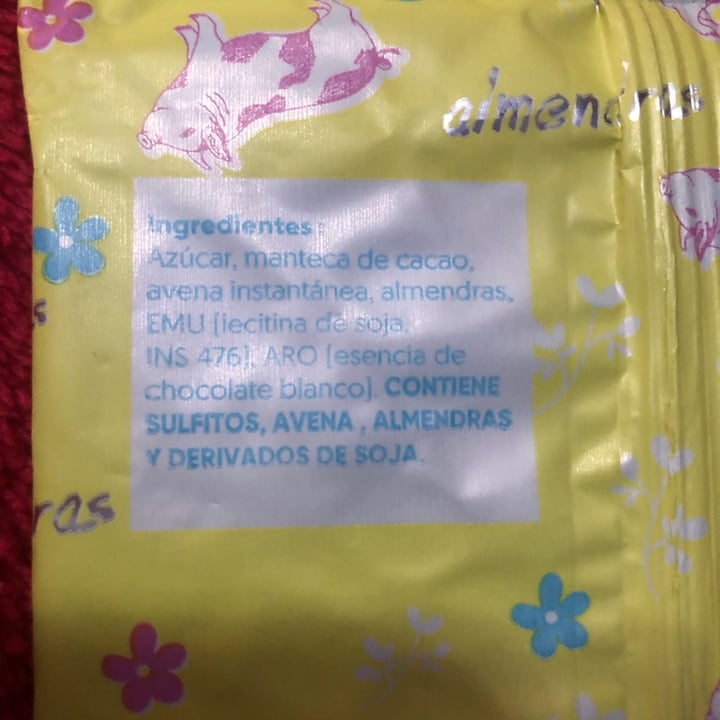 almendras
Ingredientes:
Azúcar, manteca de cacao,
avena instantánea, almendras,
EMU [lecitina de soja,
INS 476], ARO [esencia de
chocolate blanco]. CONTIENE
SULFITOS, AVENA , ALMENDRAS
Y DERIVADOS DE SOJA.
ras